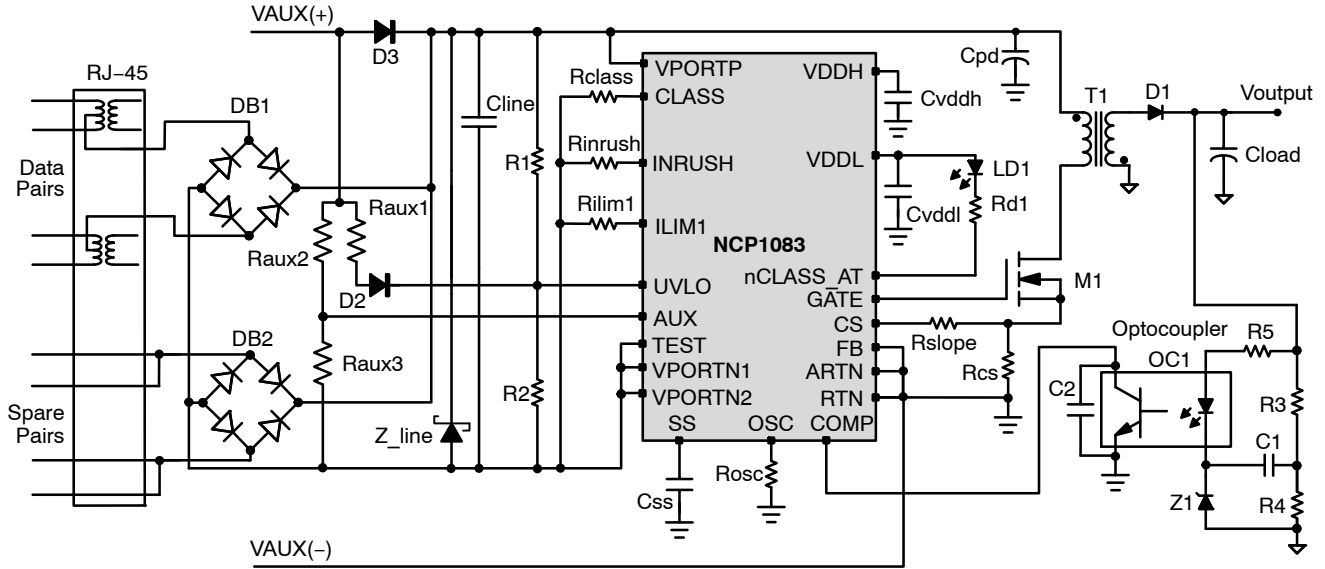 VAUX(+)
D3
RJ−45
DB1
Data
Pairs
Cline
R1
Raux1
Raux2
D2
DB2
Raux3
Spare
Pairs
Z_line
R2
Rclass
Rinrush
Rilim1
VPORTP
CLASS
INRUSH
ILIM1
NCP1083
UVLO
AUX
TEST
VPORTN1
VPORTN2
SS
OSC
COMP
VDDH
VDDL
nCLASS_AT
GATE
CS
FB
ARTN
RTN
Css
Rosc
Cpd
Cvddh
Cvddl
LD1
Rd1
T1
D1
Voutput
Cload
M1
Rslope
Rcs
Optocoupler
OC1
R5
C2
R3
C1
Z1
R4
VAUX(−)